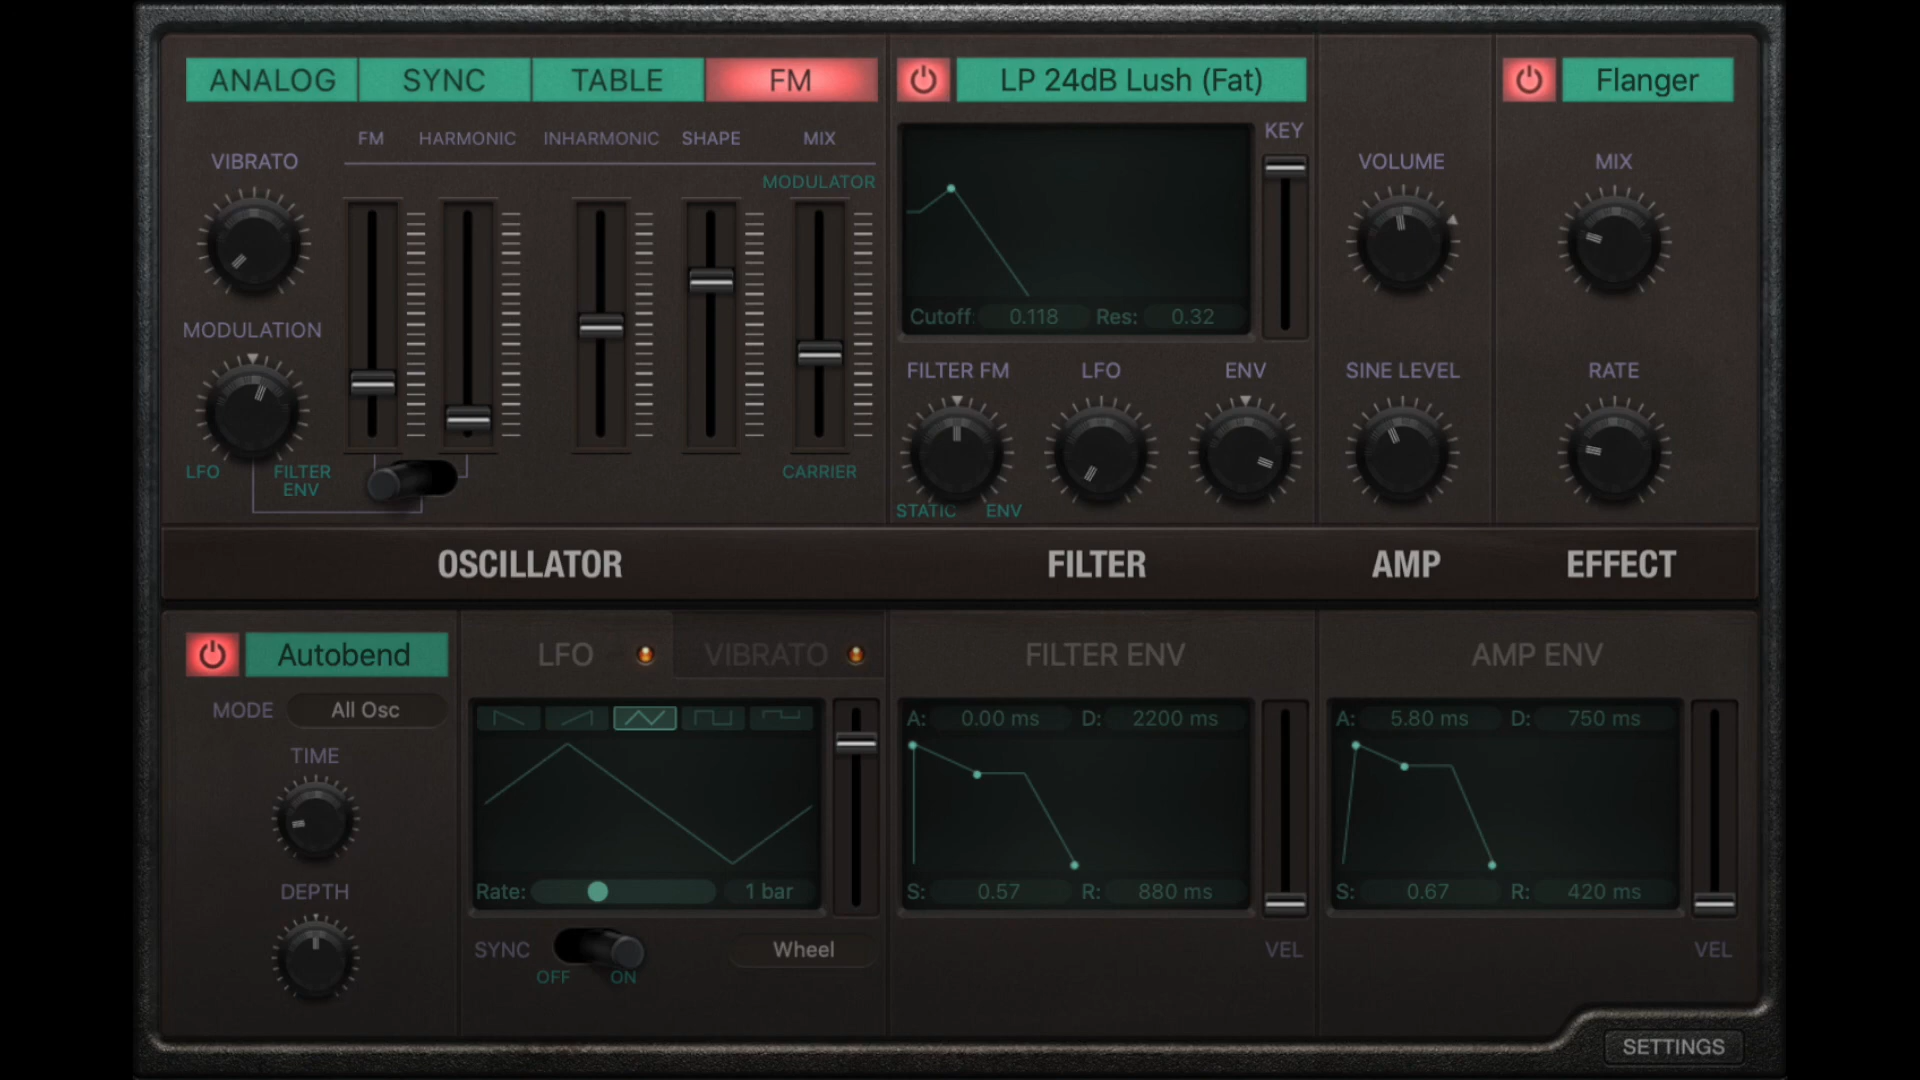 ANALOG SYNC TABLE FM
LP 24dB Lush (Fat)
Flanger
FM HARMONIC INHARMONIC SHAPE MIX
VIBRATO
MODULATOR
MODULATION
LFO
FILTER
ENV
CARRIER
KEY
Cutoff: 0.118 Res: 0.32
FILTER FM LFO ENV
STATIC ENV
VOLUME
SINE LEVEL
MIX
RATE
OSCILLATOR FILTER AMP EFFECT
Autobend
MODE All Osc
TIME
DEPTH
LFO VIBRATO
Rate: 1 bar
SYNC
OFF ON
Wheel
FILTER ENV
A: 0.00 ms D: 2200 ms
S: 0.57 R: 880 ms
VEL
AMP ENV
A: 5.80 ms D: 750 ms
S: 0.67 R: 420 ms
VEL
SETTINGS